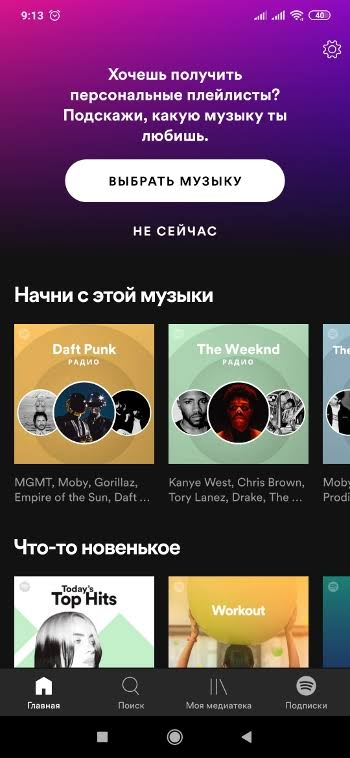 9:13
40
Хочешь получить
персональные плейлисты?
Подскажи, какую музыку ты
любишь.
ВЫБРАТЬ МУЗЫКУ
НЕ СЕЙЧАС
Начни с этой музыки
Daft Punk
РАДИО
The Weeknd
РАДИО
The
MGMT, Moby, Gorillaz,
Empire of the Sun, Daft ...
Kanye West, Chris Brown,
Tory Lanez, Drake, The ...
Moby
Prodi
Что-то новенькое
Today's
Top Hits
Workout
Главная
Поиск
Моя медиатека
Подписки